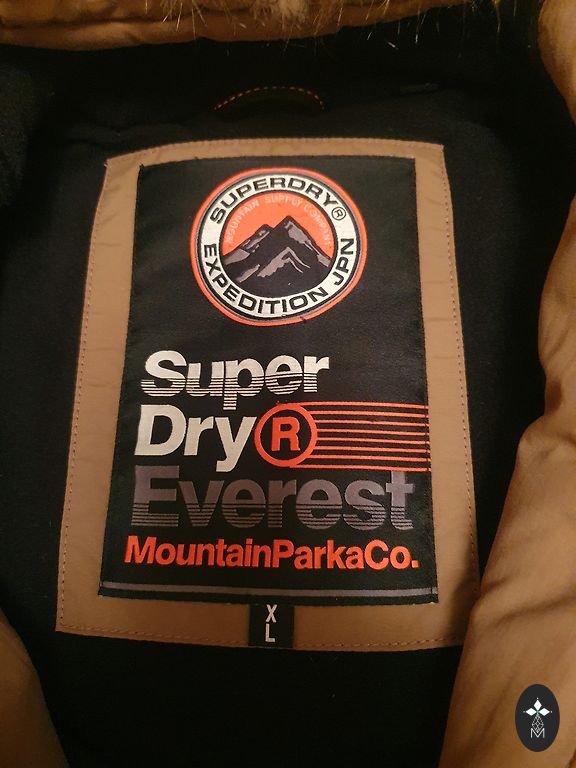 SUPERDRY®
MOUNTAIN SUPPLY COMPANY
EXPEDITION JPN
Super
Dry®
Everest
MountainParkaCo.
XL
M